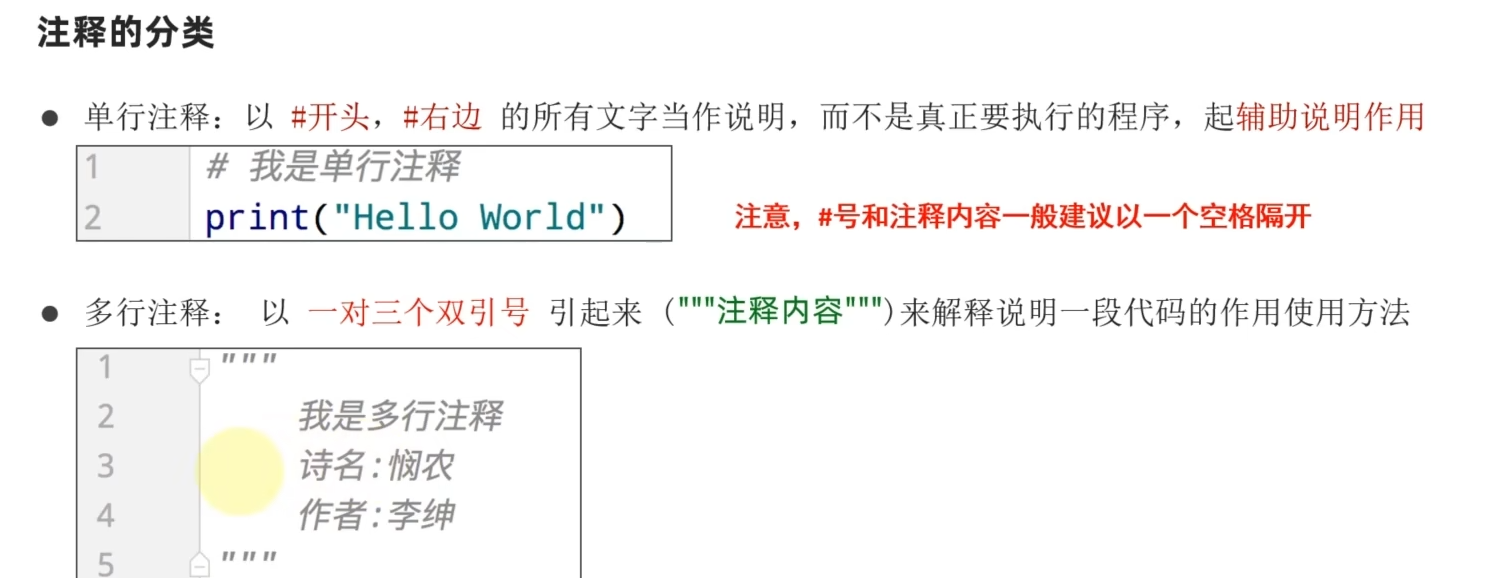 注释的分类
● 单行注释：以 #开头，#右边 的所有文字当作说明，而不是真正要执行的程序，起辅助说明作用
1 # 我是单行注释
2 print("Hello World")
注意，#号和注释内容一般建议以一个空格隔开
● 多行注释： 以 一对三个双引号 引起来 ("""注释内容""")来解释说明一段代码的作用使用方法
1 """
2 我是多行注释
3 诗名:悯农
4 作者:李绅
5 """